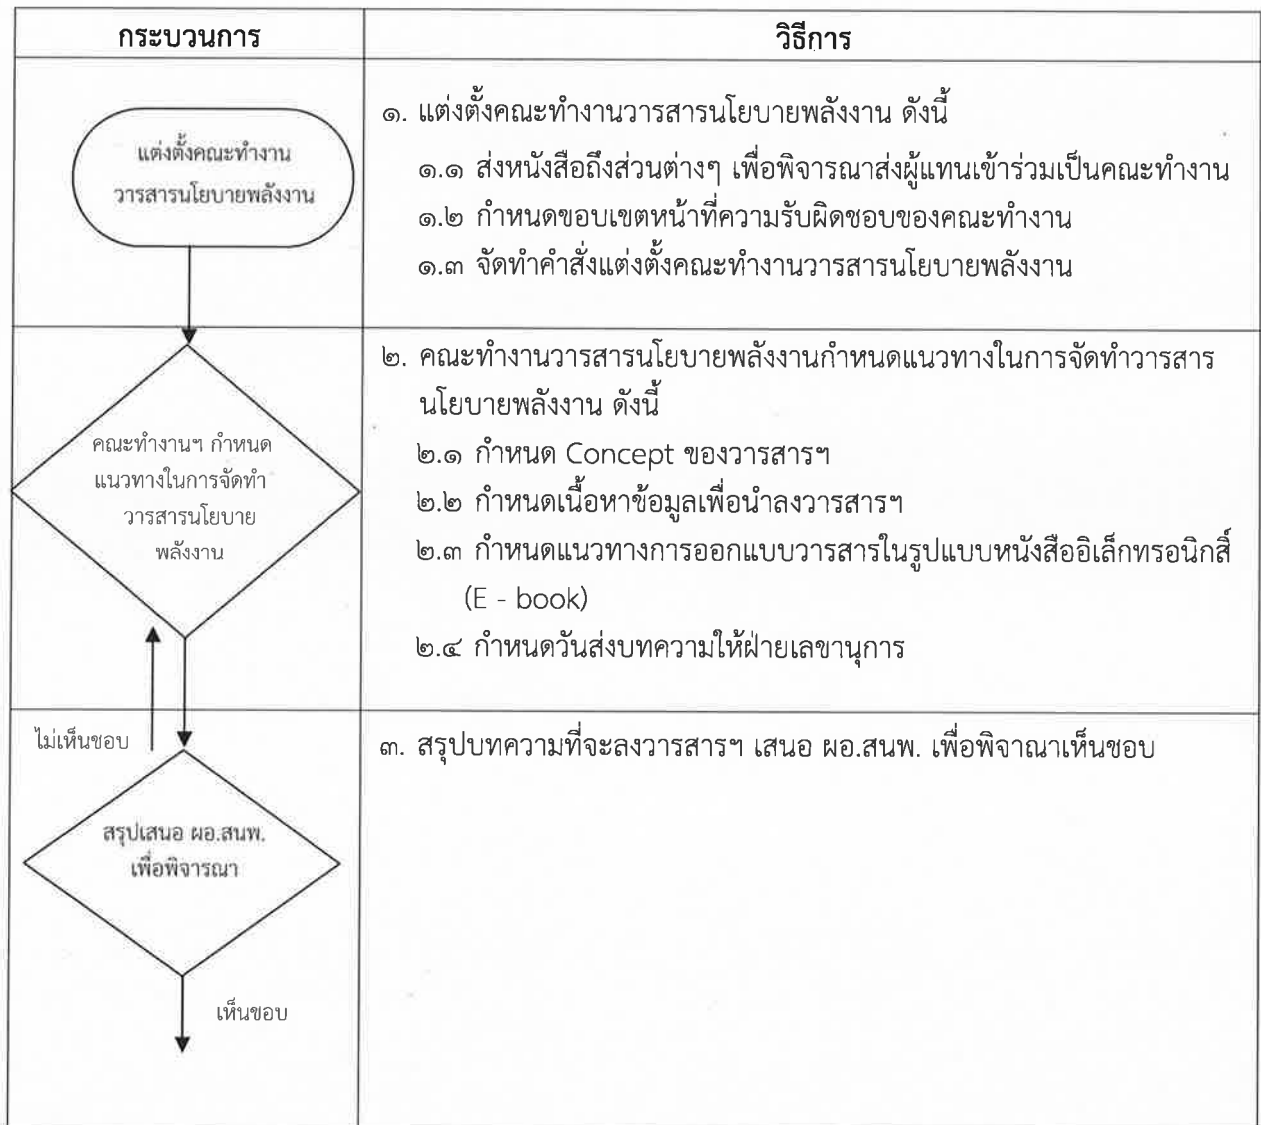 กระบวนการ
วิธีการ
แต่งตั้งคณะทำงาน
วารสารนโยบายพลังงาน
๑. แต่งตั้งคณะทำงานวารสารนโยบายพลังงาน ดังนี้
๑.๑ ส่งหนังสือถึงส่วนต่างๆ เพื่อพิจารณาส่งผู้แทนเข้าร่วมเป็นคณะทำงาน
๑.๒ กำหนดขอบเขตหน้าที่ความรับผิดชอบของคณะทำงาน
๑.๓ จัดทำคำสั่งแต่งตั้งคณะทำงานวารสารนโยบายพลังงาน
คณะทำงานฯ กำหนด
แนวทางในการจัดทำ
วารสารนโยบาย
พลังงาน
๒. คณะทำงานวารสารนโยบายพลังงานกำหนดแนวทางในการจัดทำวารสาร
นโยบายพลังงาน ดังนี้
๒.๑ กำหนด Concept ของวารสารฯ
๒.๒ กำหนดเนื้อหาข้อมูลเพื่อนำลงวารสารฯ
๒.๓ กำหนดแนวทางการออกแบบวารสารในรูปแบบหนังสืออิเล็กทรอนิกสิ์
(E - book)
๒.๔ กำหนดวันส่งบทความให้ฝ่ายเลขานุการ
ไม่เห็นชอบ
สรุปเสนอ ผอ.สนพ.
เพื่อพิจารณา
เห็นชอบ
๓. สรุปบทความที่จะลงวารสารฯ เสนอ ผอ.สนพ. เพื่อพิจาณาเห็นชอบ